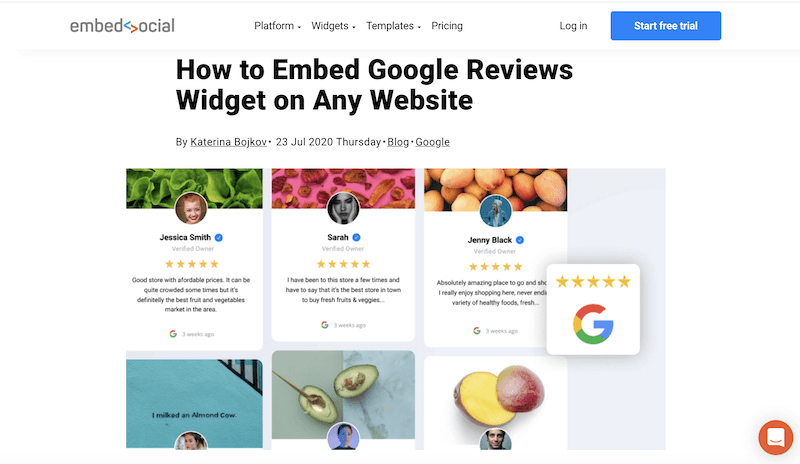 embedsocial
Platform Widgets Templates Pricing Log in Start free trial
How to Embed Google Reviews
Widget on Any Website
By Katerina Bojkov • 23 Jul 2020 Thursday • Blog • Google
Jessica Smith
Verified Owner
Good store with affordable prices. It can be
quite crowded some times but it's
definitelly the best fruit and vegetables
market in the area.
3 weeks ago
Sarah
Verified Owner
I have been to this store a few times and
have to say that it's the best store in town
to buy fresh fruits & veggies...
3 weeks ago
Jenny Black
Verified Owner
Absolutely amazing place to go and sho
I really enjoy shopping here, never endi
variety of healthy foods, fresh...
3 weeks ago
G
I milked an Almond Cow.